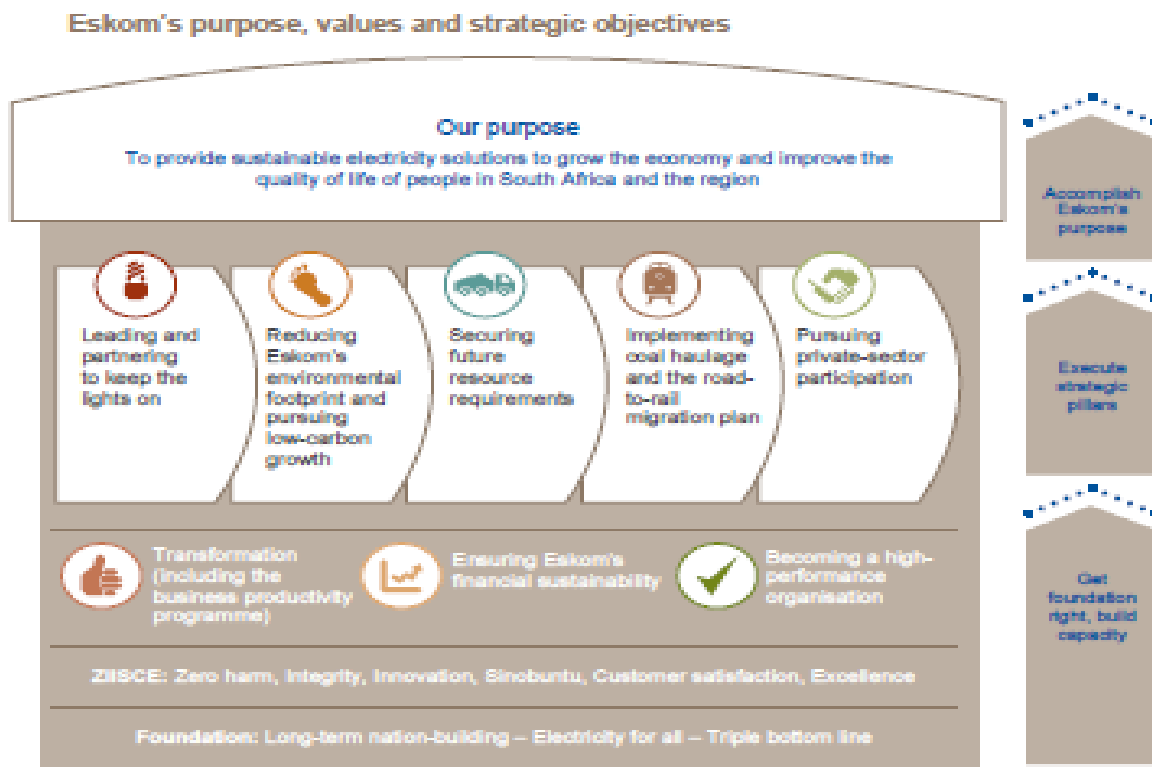 Eskom's purpose, values and strategic objectives
Our purpose
To provide sustainable electricity solutions to grow the economy and improve the
quality of life of people in South Africa and the region
Leading and
partnering
to keep the
lights on
Reducing
Eskom's
environmental
footprint and
pursuing
low-carbon
growth
Securing
future
resource
requirements
Implementing
coal haulage
and the road-
to-rail
migration plan
Pursuing
private-sector
participation
Transformation
(including the
business productivity
programme)
Ensuring Eskom's
financial sustainability
Becoming a high-
performance
organisation
ZIISCE: Zero harm, Integrity, Innovation, Sinobuntu, Customer satisfaction, Excellence
Foundation: Long-term nation-building – Electricity for all – Triple bottom line
Accomplish
Eskom's
purpose
Execute
strategic
pillars
Get
foundation
right, build
capacity